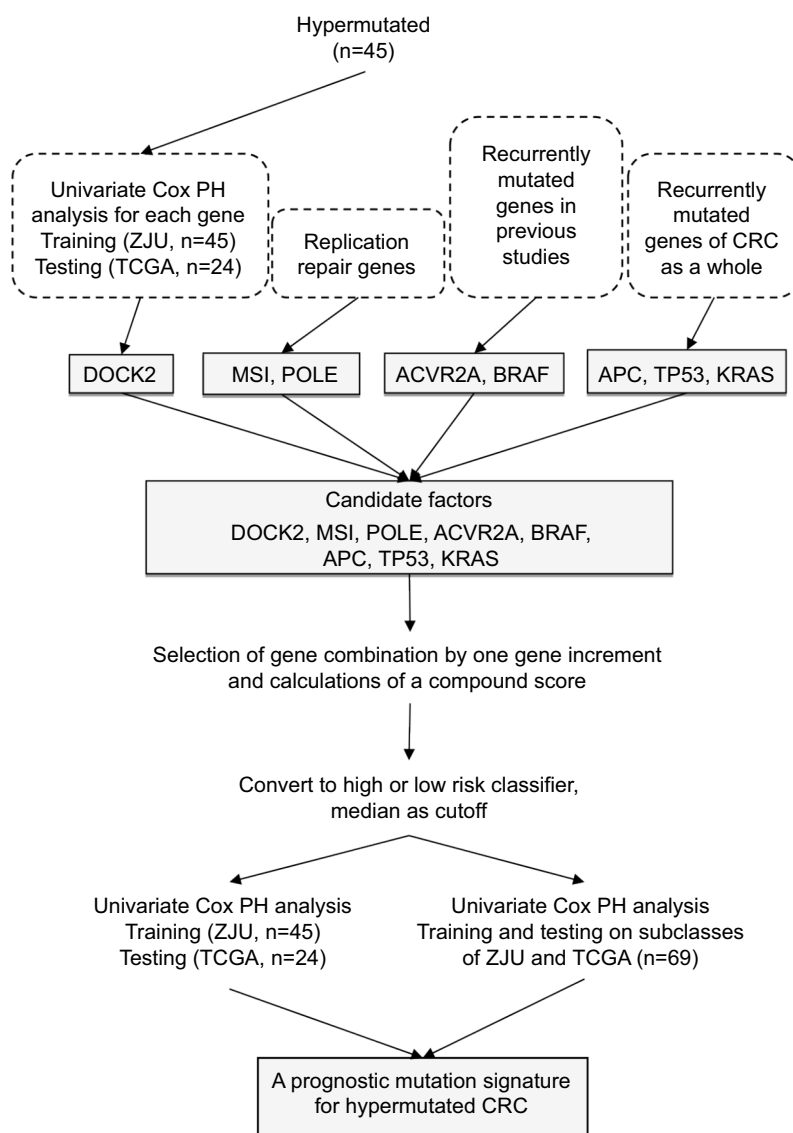 Hypermutated
(n=45)
Univariate Cox PH
analysis for each gene
Training (ZJU, n=45)
Testing (TCGA, n=24)
Replication
repair genes
Recurrently
mutated
genes in
previous
studies
Recurrently
mutated
genes of CRC
as a whole
DOCK2
MSI, POLE
ACVR2A, BRAF
APC, TP53, KRAS
Candidate factors
DOCK2, MSI, POLE, ACVR2A, BRAF,
APC, TP53, KRAS
Selection of gene combination by one gene increment
and calculations of a compound score
Convert to high or low risk classifier,
median as cutoff
Univariate Cox PH analysis
Training (ZJU, n=45)
Testing (TCGA, n=24)
Univariate Cox PH analysis
Training and testing on subclasses
of ZJU and TCGA (n=69)
A prognostic mutation signature
for hypermutated CRC